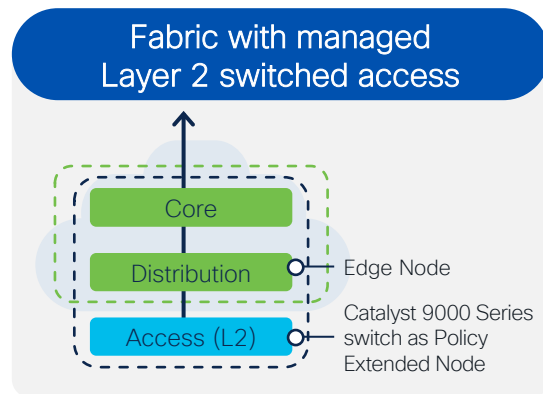 Fabric with managed
Layer 2 switched access
Core
Distribution
Edge Node
Access (L2)
Catalyst 9000 Series
switch as Policy
Extended Node